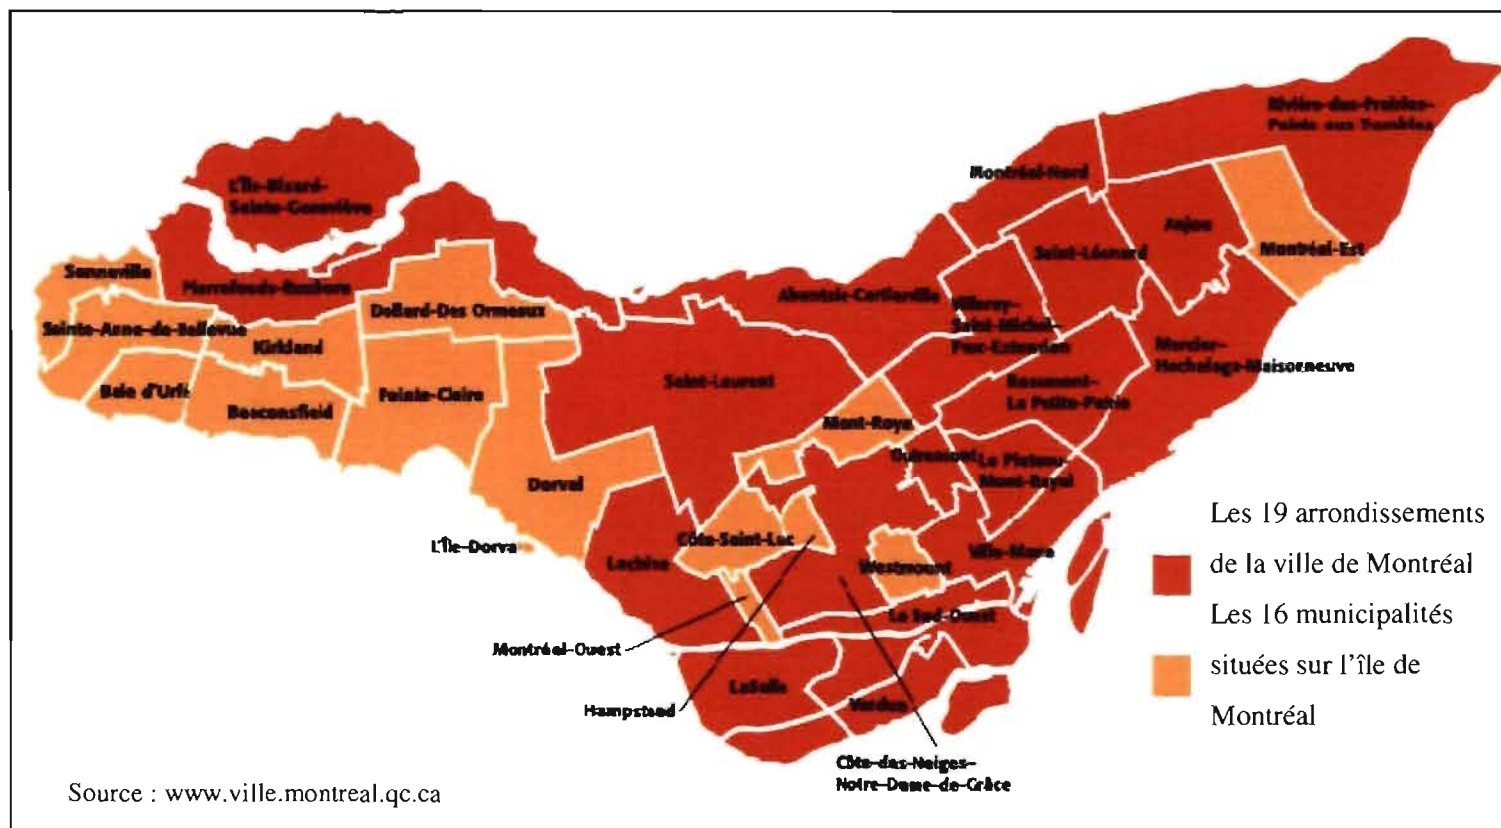 Rivière-des-Prairies–
Pointe-aux-Trembles
Montréal-Nord
L'Île-Bizard–
Sainte-Geneviève
Anjou
Saint-Léonard
Montréal-Est
Senneville
Pierrefonds-Roxboro
Ahuntsic-Cartierville
Villeray–
Saint-Michel–
Parc-Extension
Dollard-Des Ormeaux
Sainte-Anne-de-Bellevue
Kirkland
Mercier–
Hochelaga-Maisonneuve
Saint-Laurent
Rosemont–
La Petite-Patrie
Baie d'Urfé
Beaconsfield
Pointe-Claire
Mont-Roya
Outremont
Le Plateau-
Mont-Royal
Dorval
L'Île-Dorva
Côte-Saint-Luc
Lachine
Westmount
Ville-Marie
Le Sud-Ouest
Montréal-Ouest
LaSalle
Hampstead
Verdun
Côte-des-Neiges–
Notre-Dame-de-Grâce
Les 19 arrondissements
de la ville de Montréal
Les 16 municipalités
situées sur l'île de
Montréal
Source : www.ville.montreal.qc.ca